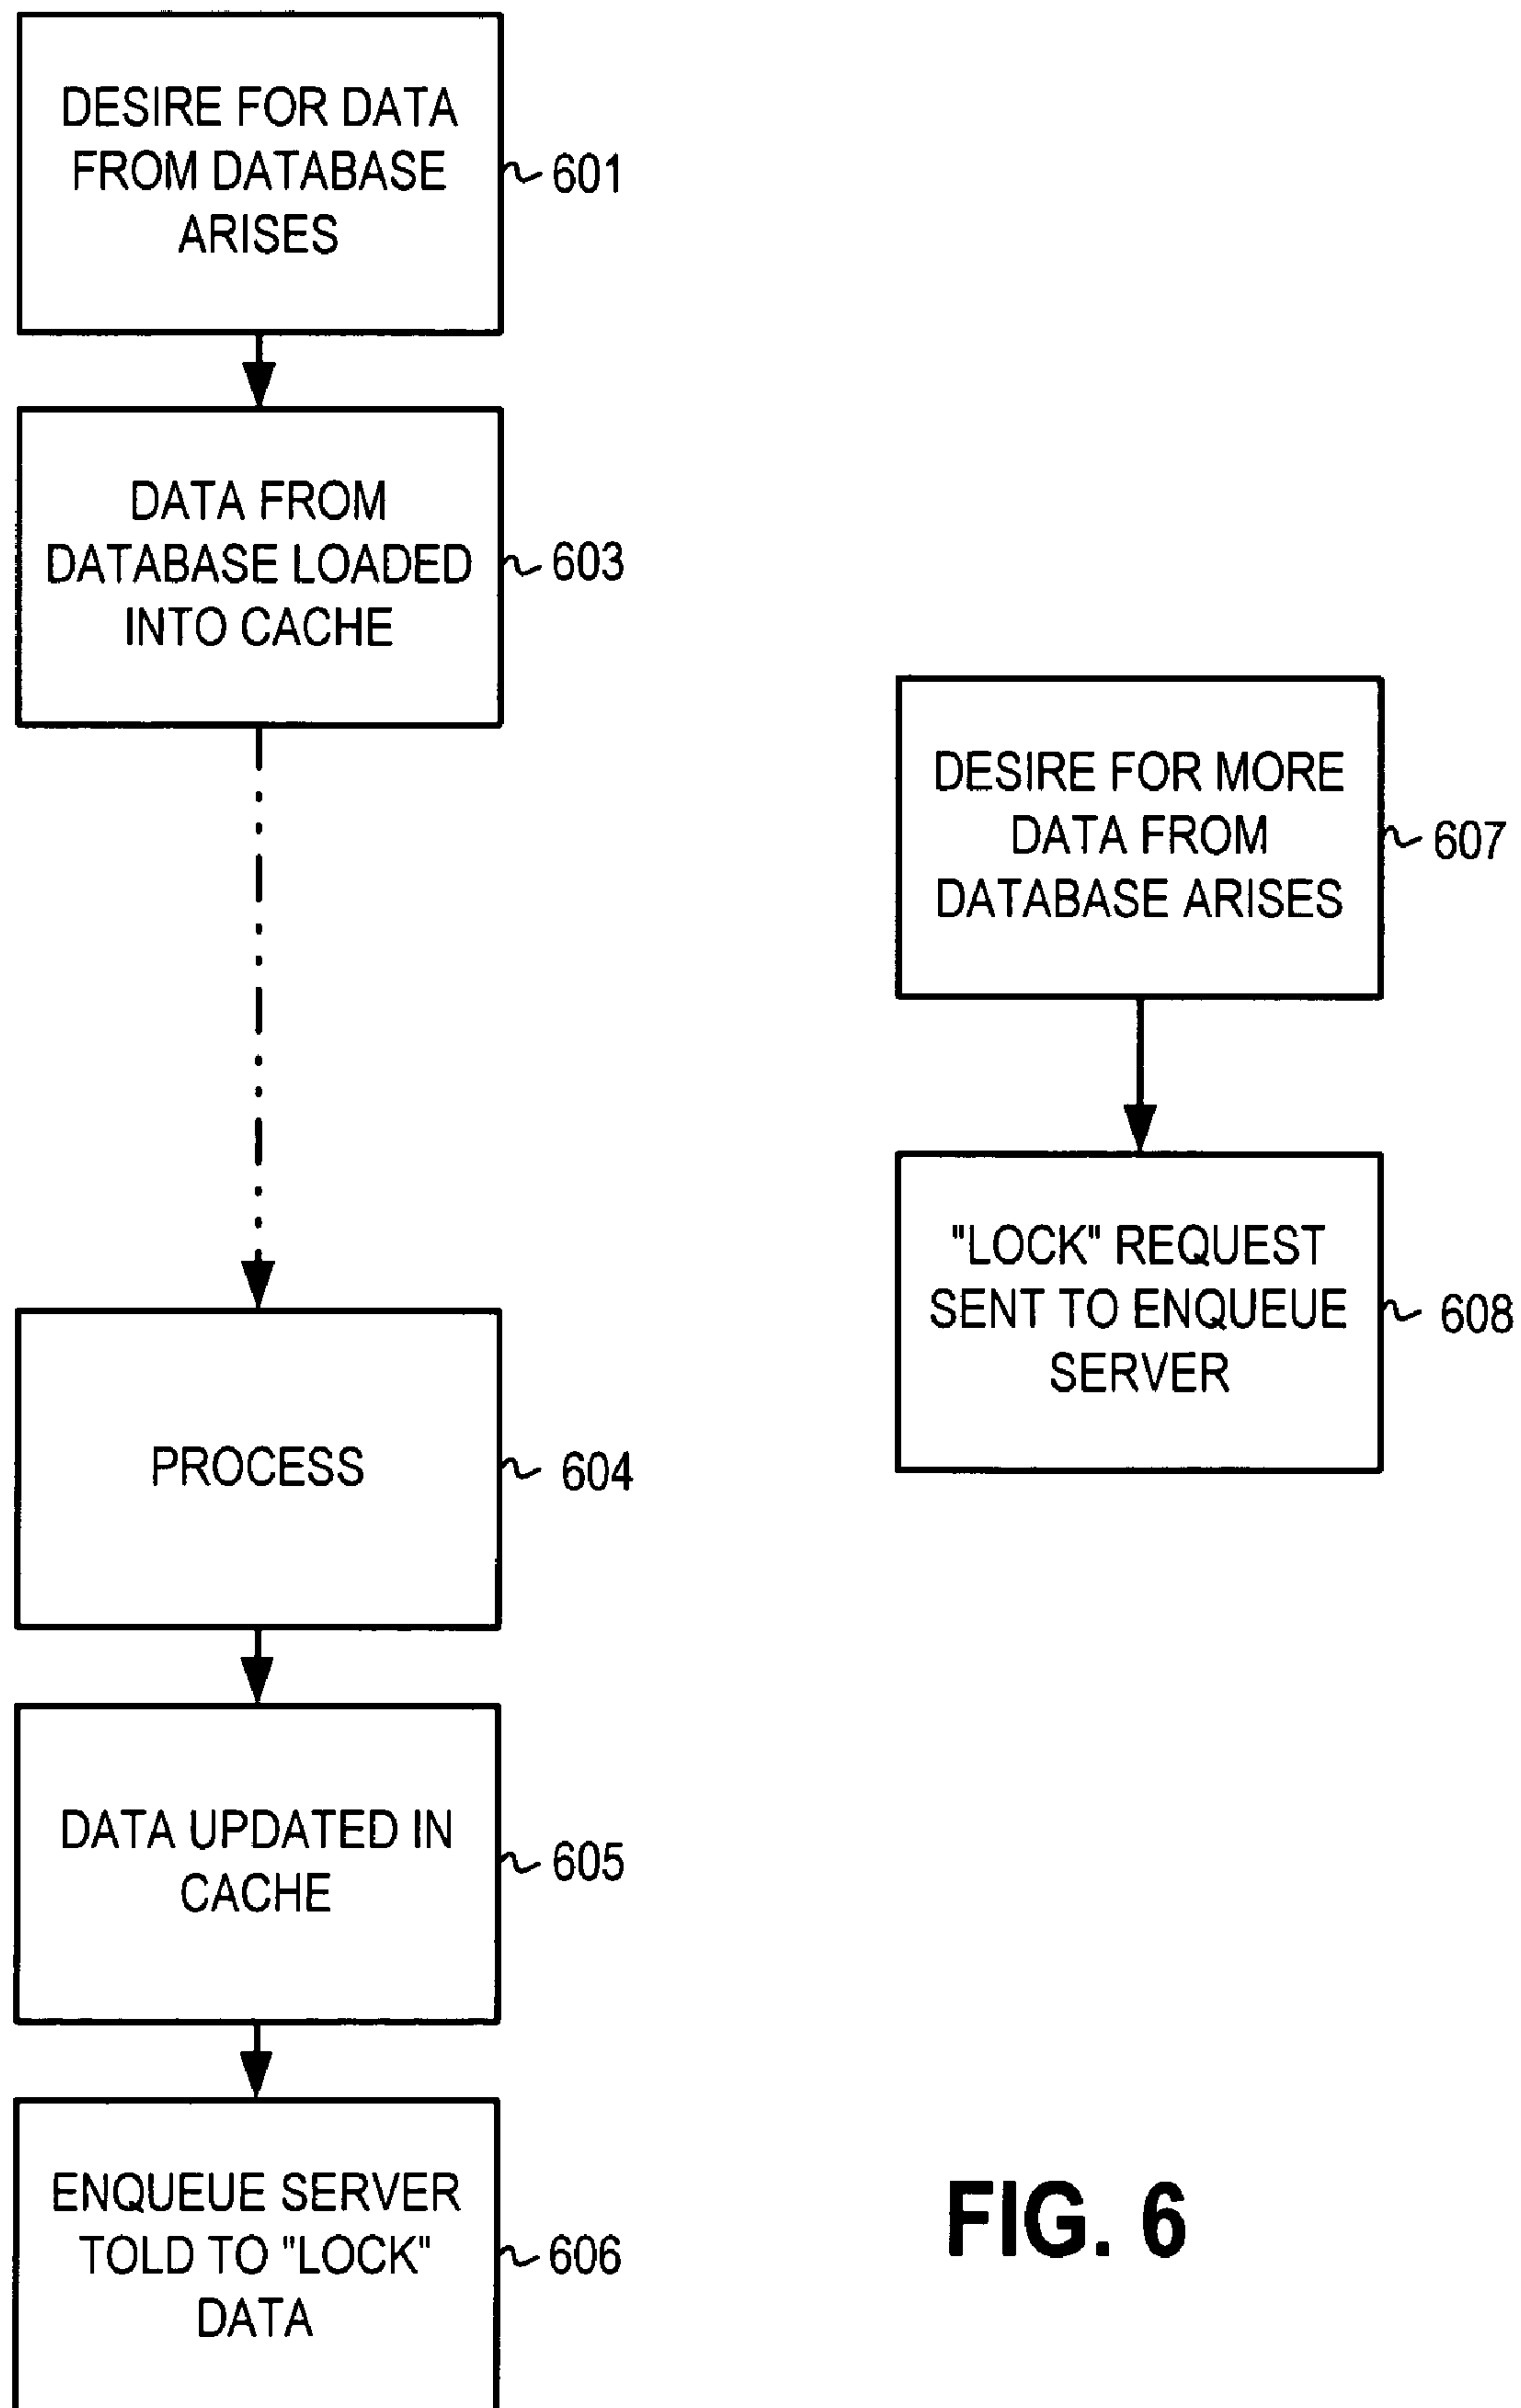 DESIRE FOR DATA
FROM DATABASE
ARISES
601
DATA FROM
DATABASE LOADED
INTO CACHE
603
DESIRE FOR MORE
DATA FROM
DATABASE ARISES
607
"LOCK" REQUEST
SENT TO ENQUEUE
SERVER
608
PROCESS
604
DATA UPDATED IN
CACHE
605
ENQUEUE SERVER
TOLD TO "LOCK"
DATA
606
FIG. 6